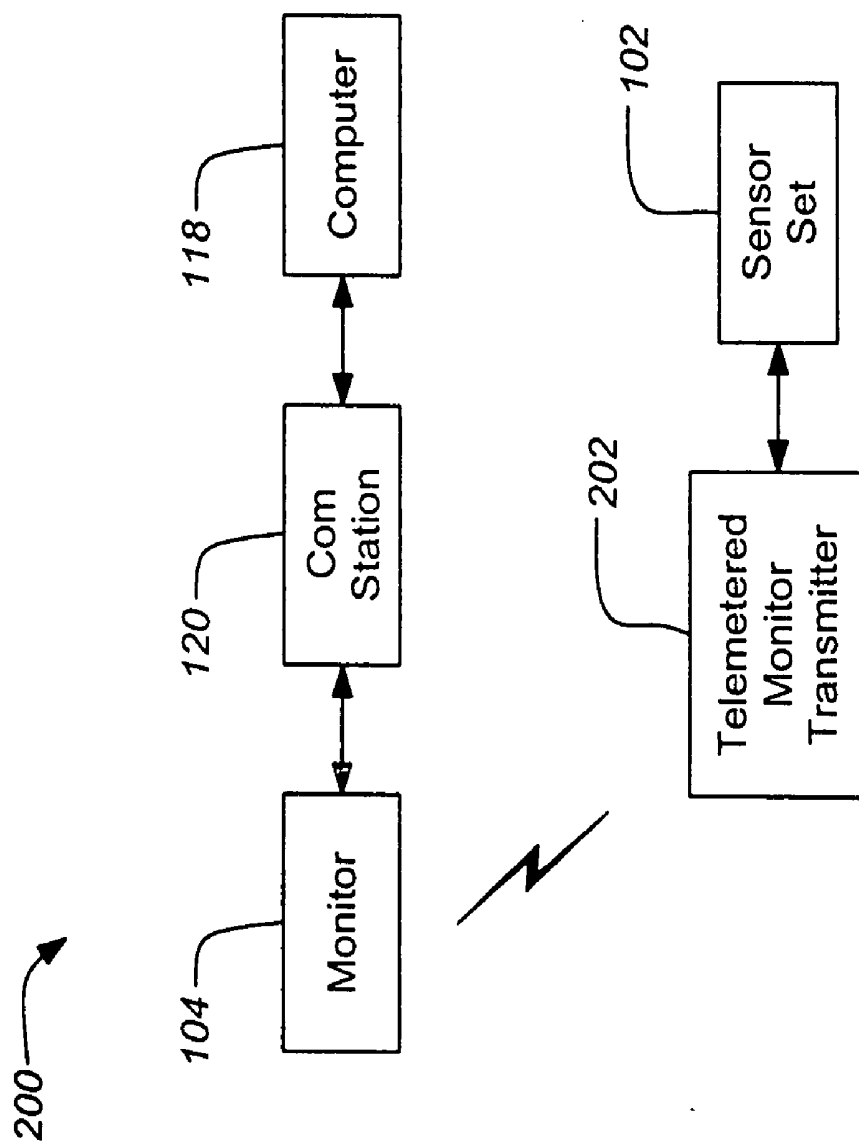 200
104
120
118
Monitor
Com
Station
Computer
202
102
Telemetered
Monitor
Transmitter
Sensor
Set